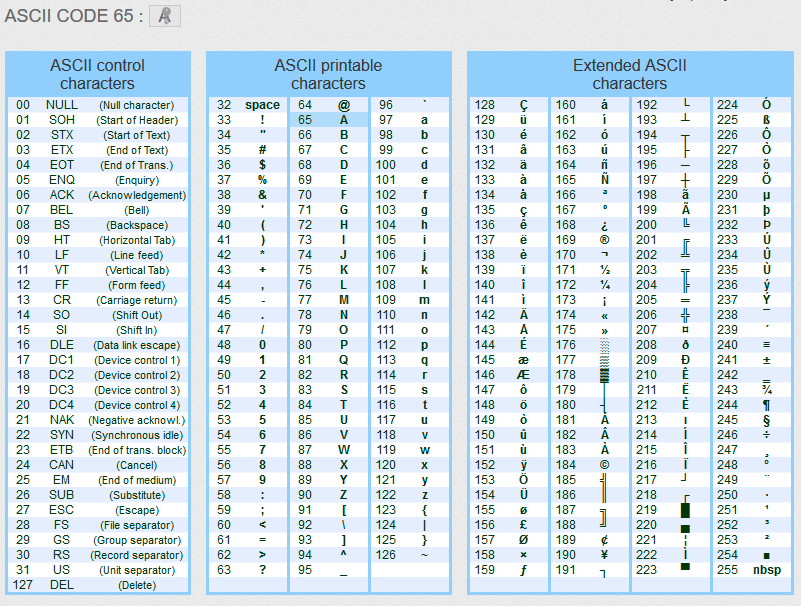 ASCII CODE 65 :
ASCII control
characters
00 NULL (Null character)
01 SOH (Start of Header)
02 STX (Start of Text)
03 ETX (End of Text)
04 EOT (End of Trans.)
05 ENQ (Enquiry)
06 ACK (Acknowledgement)
07 BEL (Bell)
08 BS (Backspace)
09 HT (Horizontal Tab)
10 LF (Line feed)
11 VT (Vertical Tab)
12 FF (Form feed)
13 CR (Carriage return)
14 SO (Shift Out)
15 SI (Shift In)
16 DLE (Data link escape)
17 DC1 (Device control 1)
18 DC2 (Device control 2)
19 DC3 (Device control 3)
20 DC4 (Device control 4)
21 NAK (Negative acknowl.)
22 SYN (Synchronous idle)
23 ETB (End of trans. block)
24 CAN (Cancel)
25 EM (End of medium)
26 SUB (Substitute)
27 ESC (Escape)
28 FS (File separator)
29 GS (Group separator)
30 RS (Record separator)
31 US (Unit separator)
127 DEL (Delete)
ASCII printable
characters
32 space 64 @ 96 `
33 ! 65 A 97 a
34 " 66 B 98 b
35 # 67 C 99 c
36 $ 68 D 100 d
37 % 69 E 101 e
38 & 70 F 102 f
39 ' 71 G 103 g
40 ( 72 H 104 h
41 ) 73 I 105 i
42 * 74 J 106 j
43 + 75 K 107 k
44 , 76 L 108 l
45 - 77 M 109 m
46 . 78 N 110 n
47 / 79 O 111 o
48 0 80 P 112 p
49 1 81 Q 113 q
50 2 82 R 114 r
51 3 83 S 115 s
52 4 84 T 116 t
53 5 85 U 117 u
54 6 86 V 118 v
55 7 87 W 119 w
56 8 88 X 120 x
57 9 89 Y 121 y
58 : 90 Z 122 z
59 ; 91 [ 123 {
60 < 92 \ 124 |
61 = 93 ] 125 }
62 > 94 ^ 126 ~
63 ? 95 _
Extended ASCII
characters
128 Ç 160 á 192 └ 224 Ó
129 ü 161 í 193 ┴ 225 ß
130 é 162 ó 194 ┬ 226 Ô
131 â 163 ú 195 ├ 227 Ò
132 ä 164 ñ 196 ─ 228 õ
133 à 165 Ñ 197 ┼ 229 Õ
134 å 166 ª 198 ã 230 µ
135 ç 167 º 199 Ã 231 þ
136 ê 168 ¿ 200 ╚ 232 Þ
137 ë 169 ® 201 ╔ 233 Ú
138 è 170 ¬ 202 ╩ 234 Û
139 ï 171 ½ 203 ╦ 235 Ù
140 î 172 ¼ 204 ╠ 236 ý
141 ì 173 ¡ 205 ═ 237 Ý
142 Ä 174 « 206 ╬ 238 ¯
143 Å 175 » 207 ¤ 239 ´
144 É 176 ░ 208 ð 240 ≡
145 æ 177 ▒ 209 Ð 241 ±
146 Æ 178 ▓ 210 Ê 242 ‗
147 ô 179 │ 211 Ë 243 ¾
148 ö 180 ┤ 212 È 244 ¶
149 ò 181 Á 213 ı 245 §
150 û 182 Â 214 Í 246 ÷
151 ù 183 À 215 Î 247 ¸
152 ÿ 184 © 216 Ï 248 °
153 Ö 185 ╣ 217 ┘ 249 ¨
154 Ü 186 ║ 218 ┌ 250 ·
155 ø 187 ╗ 219 █ 251 ¹
156 £ 188 ╝ 220 ▄ 252 ³
157 Ø 189 ¢ 221 ¦ 253 ²
158 × 190 ¥ 222 Ì 254 ■
159 ƒ 191 ┐ 223 ▀ 255 nbsp